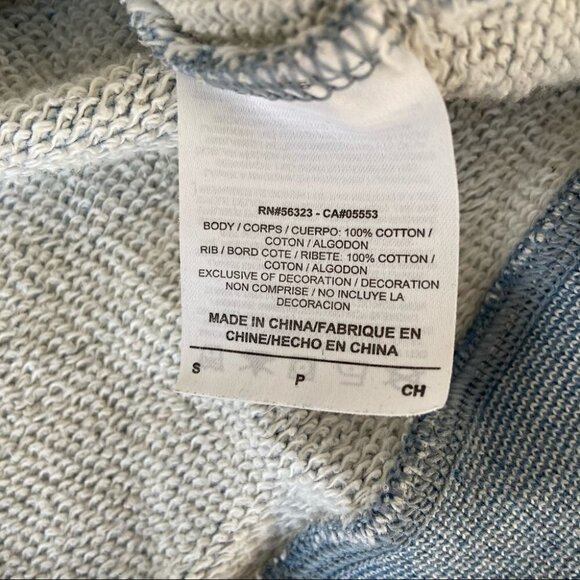 RN#56323 - CA#05553
BODY / CORPS / CUERPO: 100% COTTON /
COTON / ALGODON
RIB / BORD COTE / RIBETE: 100% COTTON /
COTON / ALGODON
EXCLUSIVE OF DECORATION / DECORATION
NON COMPRISE / NO INCLUYE LA
DECORACION
MADE IN CHINA/FABRIQUE EN
CHINE/HECHO EN CHINA
S P CH